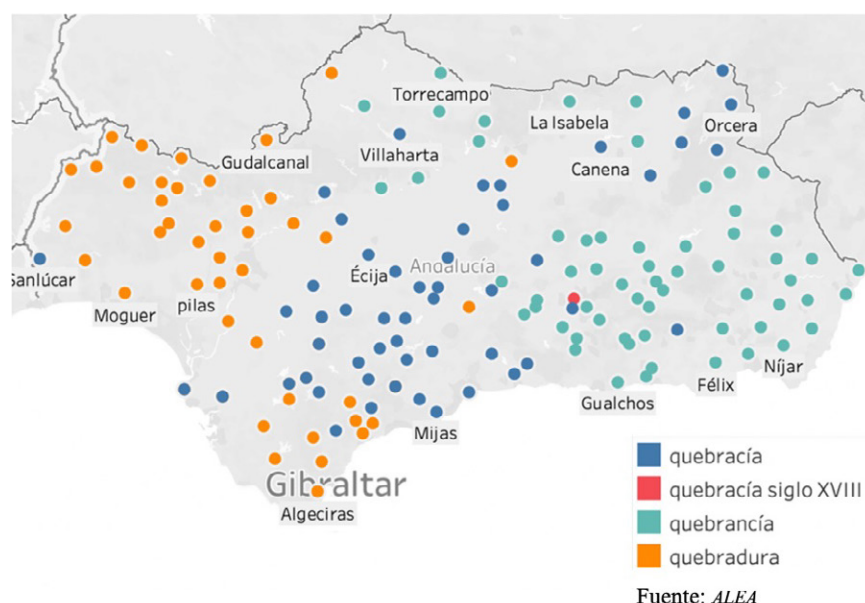 Torrecampo
La Isabela
Orcera
Gudalcanal
Villaharta
Canena
Sanlúcar
Écija
Andalucía
Moguer
pilas
Níjar
Félix
Gualchos
Mijas
Gibraltar
Algeciras
quebracía
quebracía siglo XVIII
quebrancía
quebradura
Fuente: ALEA